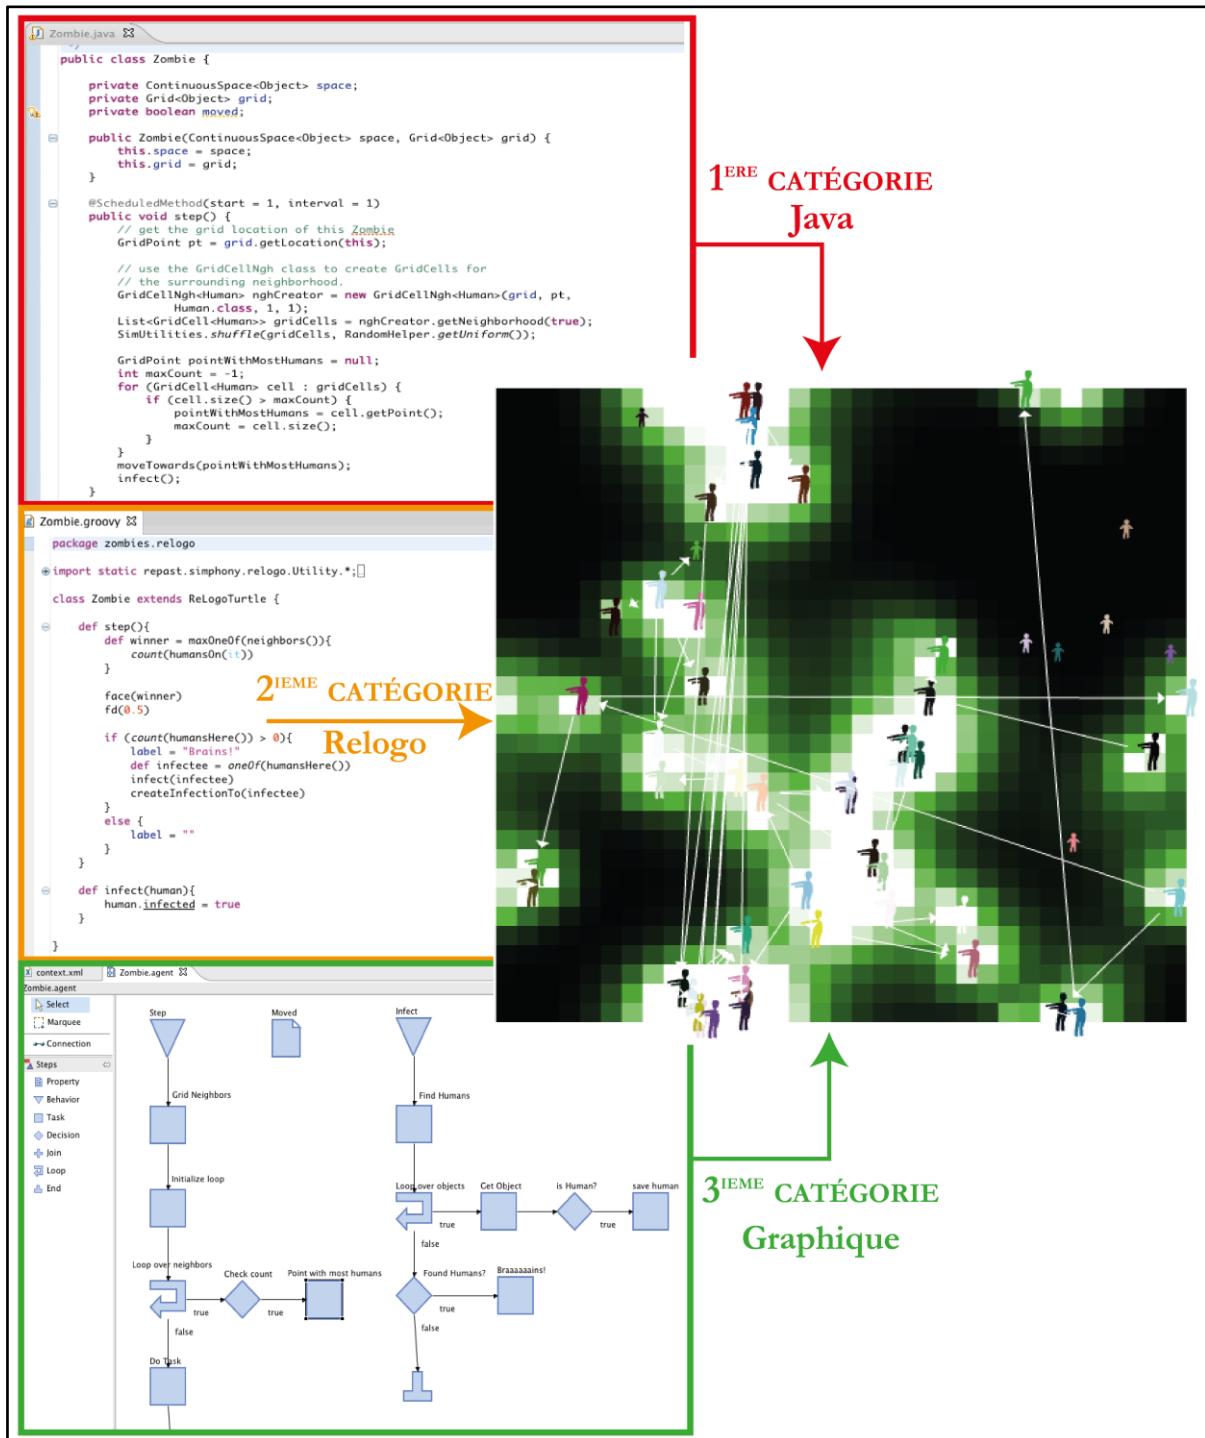 Zombie.java
*/
public class Zombie {
private ContinuousSpace<Object> space;
private Grid<Object> grid;
private boolean moved;
public Zombie(ContinuousSpace<Object> space, Grid<Object> grid) {
this.space = space;
this.grid = grid;
}
@ScheduledMethod(start = 1, interval = 1)
public void step() {
// get the grid location of this Zombie
GridPoint pt = grid.getLocation(this);
// use the GridCellNgh class to create GridCells for
// the surrounding neighborhood.
GridCellNgh<Human> nghCreator = new GridCellNgh<Human>(grid, pt,
Human.class, 1, 1);
List<GridCell<Human>> gridCells = nghCreator.getNeighborhood(true);
SimUtilities.shuffle(gridCells, RandomHelper.getUniform());
GridPoint pointWithMostHumans = null;
int maxCount = -1;
for (GridCell<Human> cell : gridCells) {
if (cell.size() > maxCount) {
pointWithMostHumans = cell.getPoint();
maxCount = cell.size();
}
}
moveTowards(pointWithMostHumans);
infect();
}
1ERE CATÉGORIE
Java
Zombie.groovy
package zombies.relogo
import static repast.simphony.relogo.Utility.*;
class Zombie extends ReLogoTurtle {
def step(){
def winner = maxOneOf(neighbors()){
count(humansOn(it))
}
face(winner)
fd(0.5)
if (count(humansHere()) > 0){
label = "Brains!"
def infectee = oneOf(humansHere())
infect(infectee)
createInfectionTo(infectee)
}
else {
label = ""
}
}
def infect(human){
human.infected = true
}
}
2IEME CATÉGORIE
Relogo
context.xml
Zombie.agent
Zombie.agent
Select
Marquee
Connection
Steps
Property
Behavior
Task
Decision
Join
Loop
End
Step
Moved
Infect
Grid Neighbors
Find Humans
Initialize loop
Loop over objects
Get Object
is Human?
save human
true
true
false
Loop over neighbors
Check count
Point with most humans
Found Humans?
Braaaaaains!
true
true
true
false
false
Do Task
3IEME CATÉGORIE
Graphique